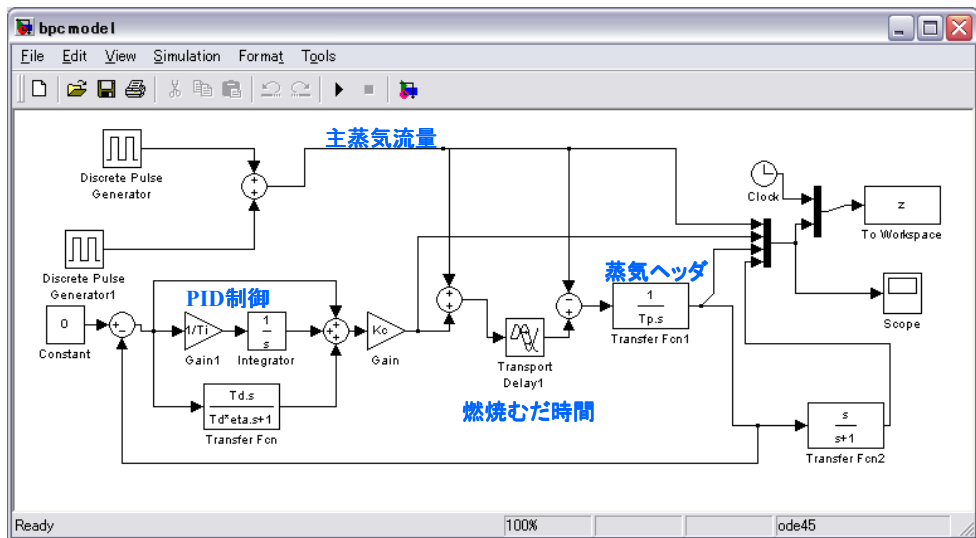 bpcmodel
File Edit View Simulation Format Tools
主蒸気流量
Discrete Pulse
Generator
Clock
z
To Workspace
Discrete Pulse
Generator1
PID制御
蒸気ヘッダ
Scope
0
Constant
1/Ti
Gain1
1
s
Integrator
Kc
Gain
Transport
Delay1
1
Tp.s
Transfer Fcn1
燃焼むだ時間
Td.s
Td*eta.s+1
Transfer Fcn
s
s+1
Transfer Fcn2
Ready 100% ode45